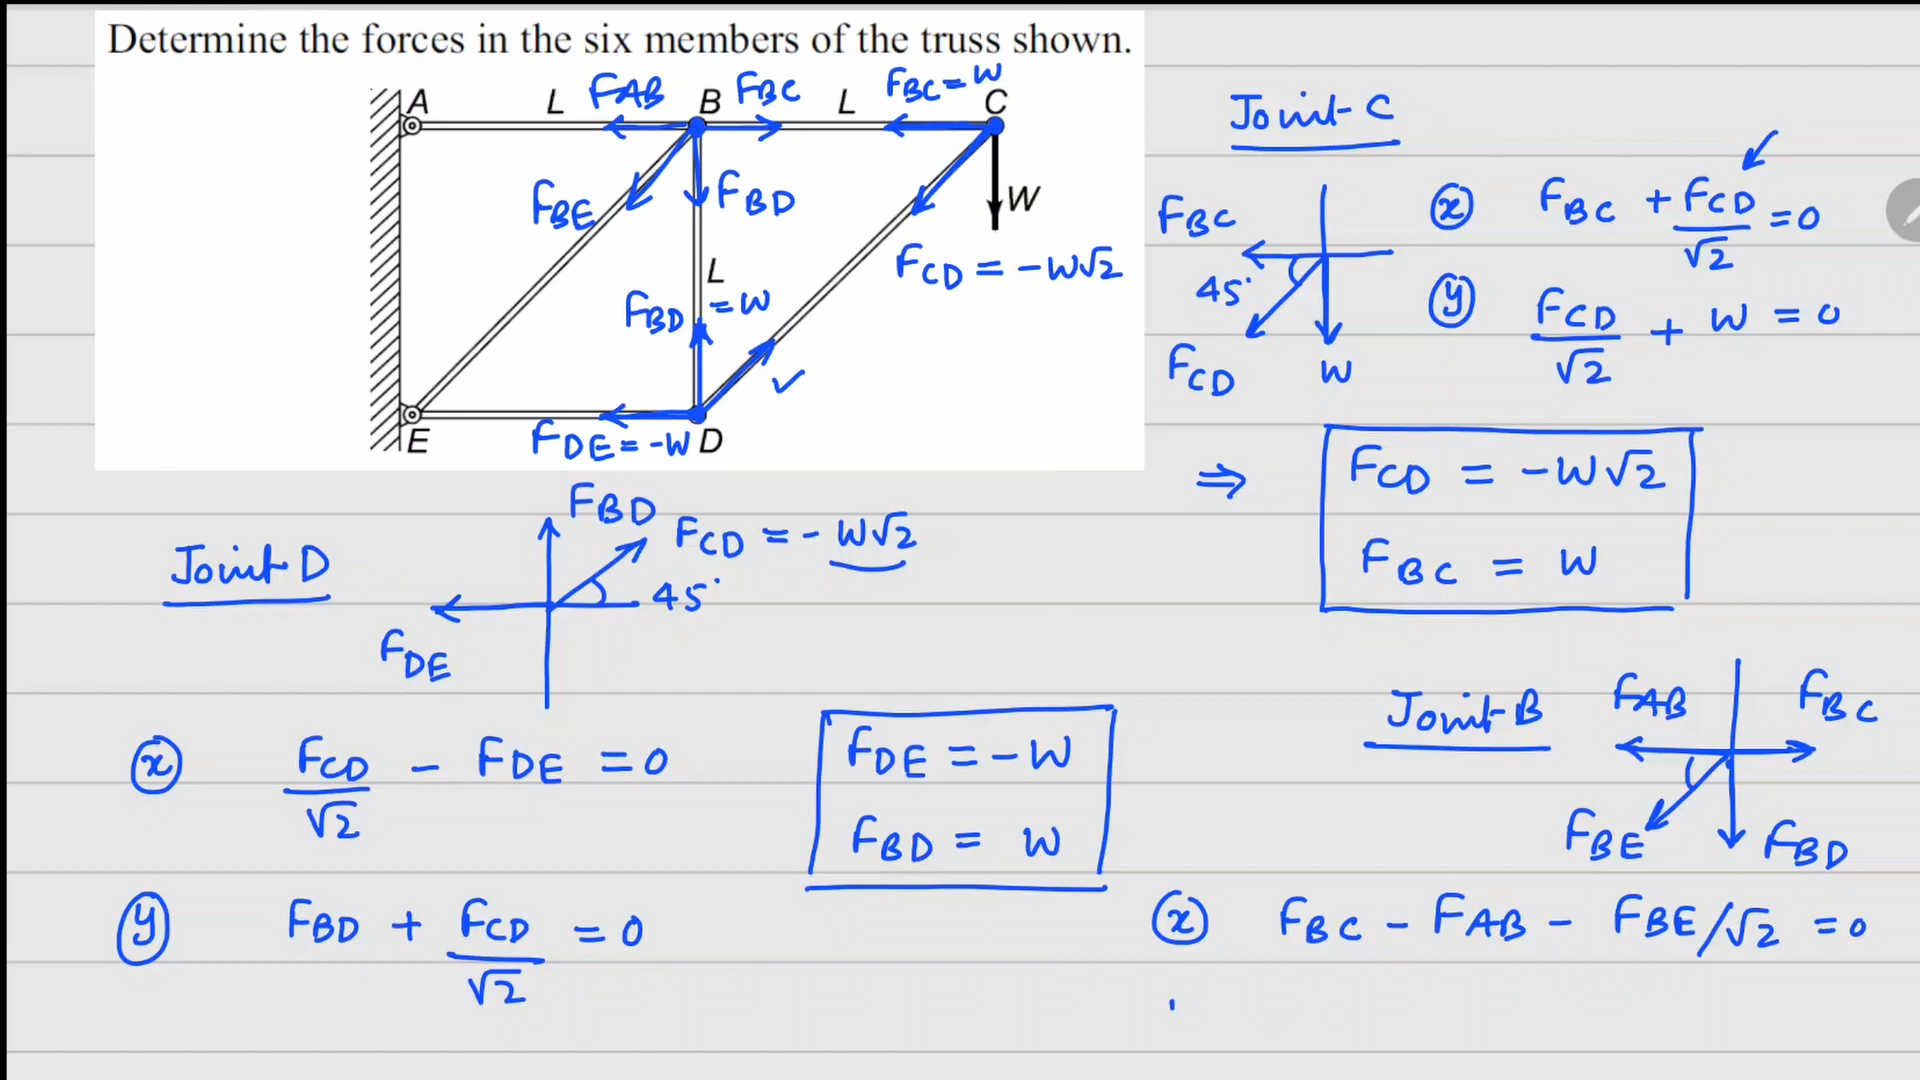 Determine the forces in the six members of the truss shown.
A L FAB B FBC L FBC = W C
FBE FBD W
L
FCD = -W√2
FBD = W
E FDE = -W D
Joint-C
FBC 45° FCD W
(x) FBC + FCD/√2 = 0
(y) FCD/√2 + W = 0
⇒ FCD = -W√2
FBC = W
Joint-D
FBD
FCD = -W√2
45°
FDE
(x) FCD/√2 - FDE = 0
(y) FBD + FCD/√2 = 0
FDE = -W
FBD = W
Joint-B
FAB FBC
FBE FBD
(x) FBC - FAB - FBE/√2 = 0